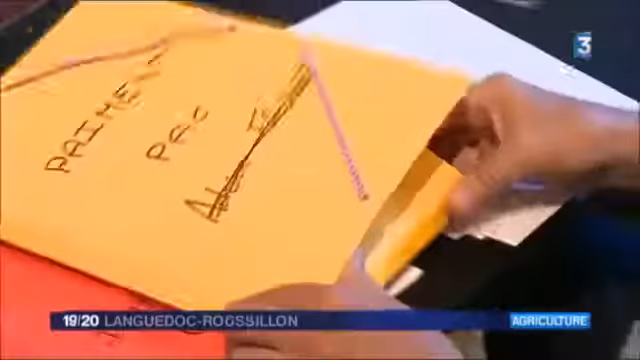 3
PAIMENT
PAC
19/20 LANGUEDOC-ROUSSILLON
AGRICULTURE